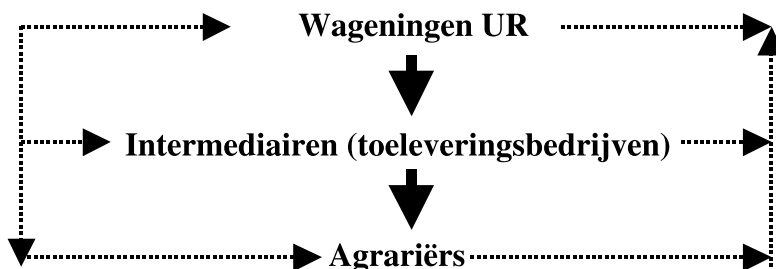 Wageningen UR
Intermediairen (toeleveringsbedrijven)
Agrariërs